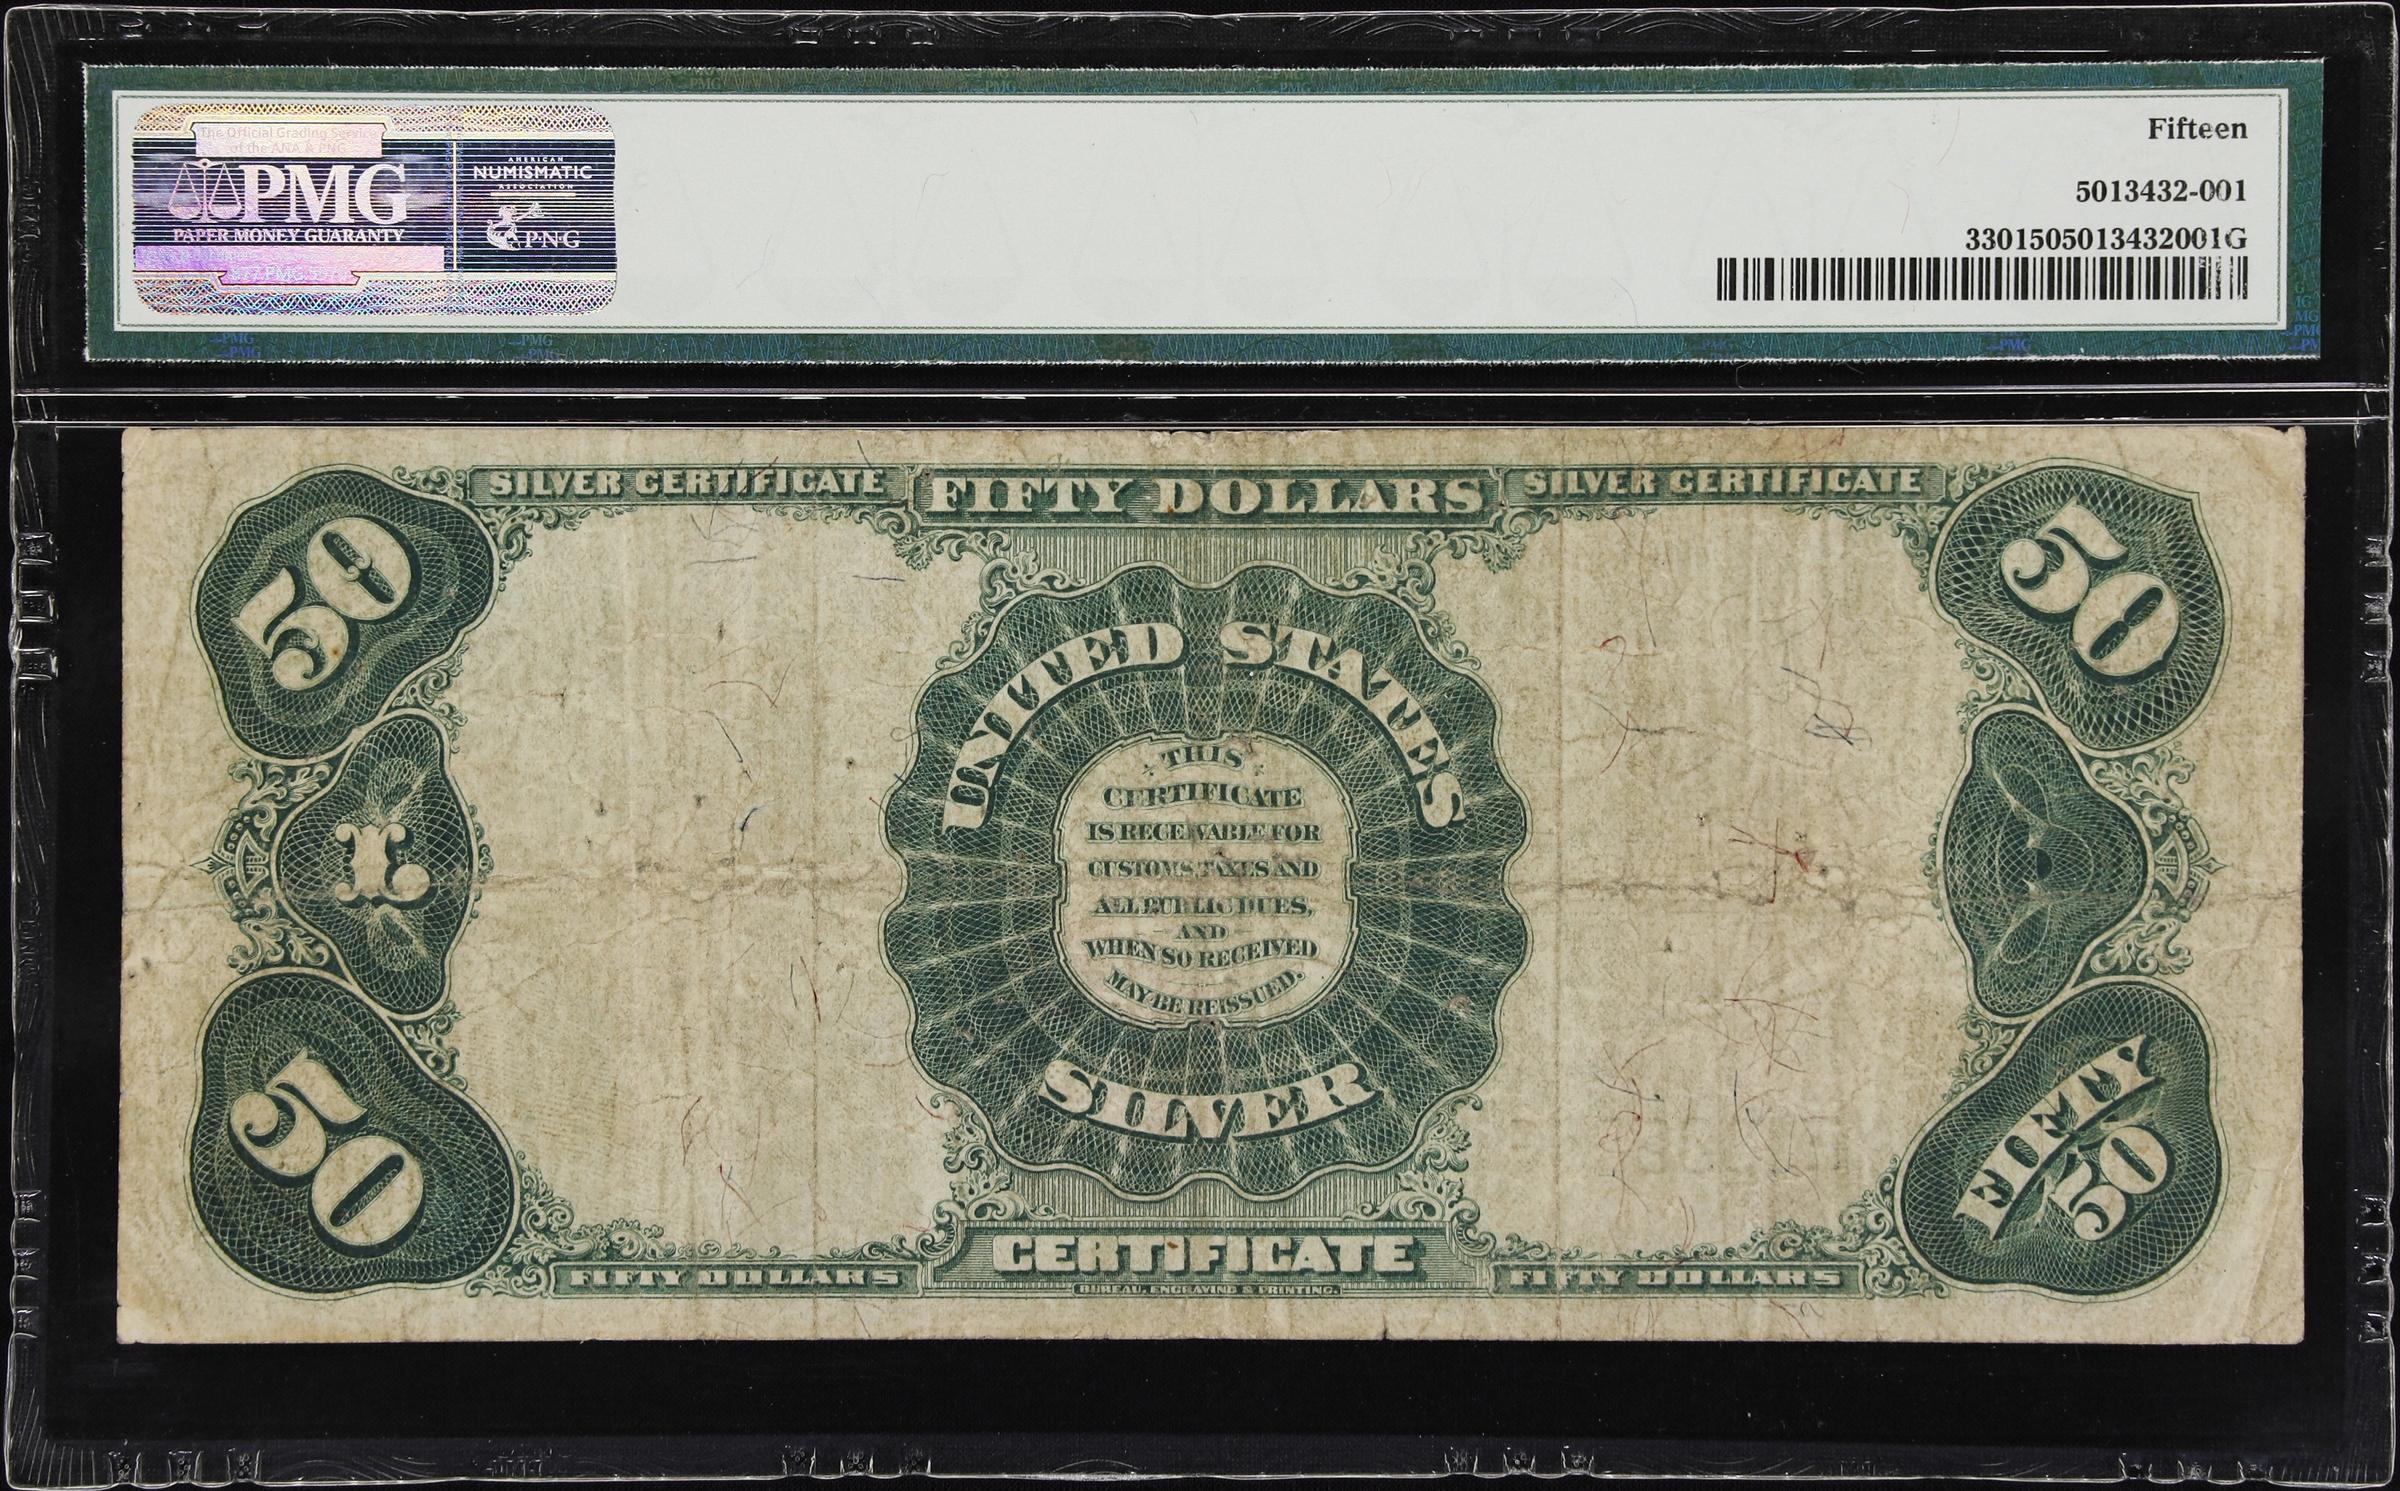 The Official Grading Service
of the ANA & PNG
PMG
PAPER MONEY GUARANTY
AMERICAN
NUMISMATIC
ASSOCIATION
P·N·G
Fifteen
5013432-001
3301505013432001G
SILVER CERTIFICATE
FIFTY DOLLARS
SILVER CERTIFICATE
50
50
UNITED STATES
THIS
CERTIFICATE
IS RECEIVABLE FOR
CUSTOMS, TAXES AND
ALL PUBLIC DUES,
AND
WHEN SO RECEIVED
MAY BE REISSUED.
L
50
FIFTY
50
SILVER
CERTIFICATE
FIFTY DOLLARS
FIFTY DOLLARS
BUREAU, ENGRAVING & PRINTING.